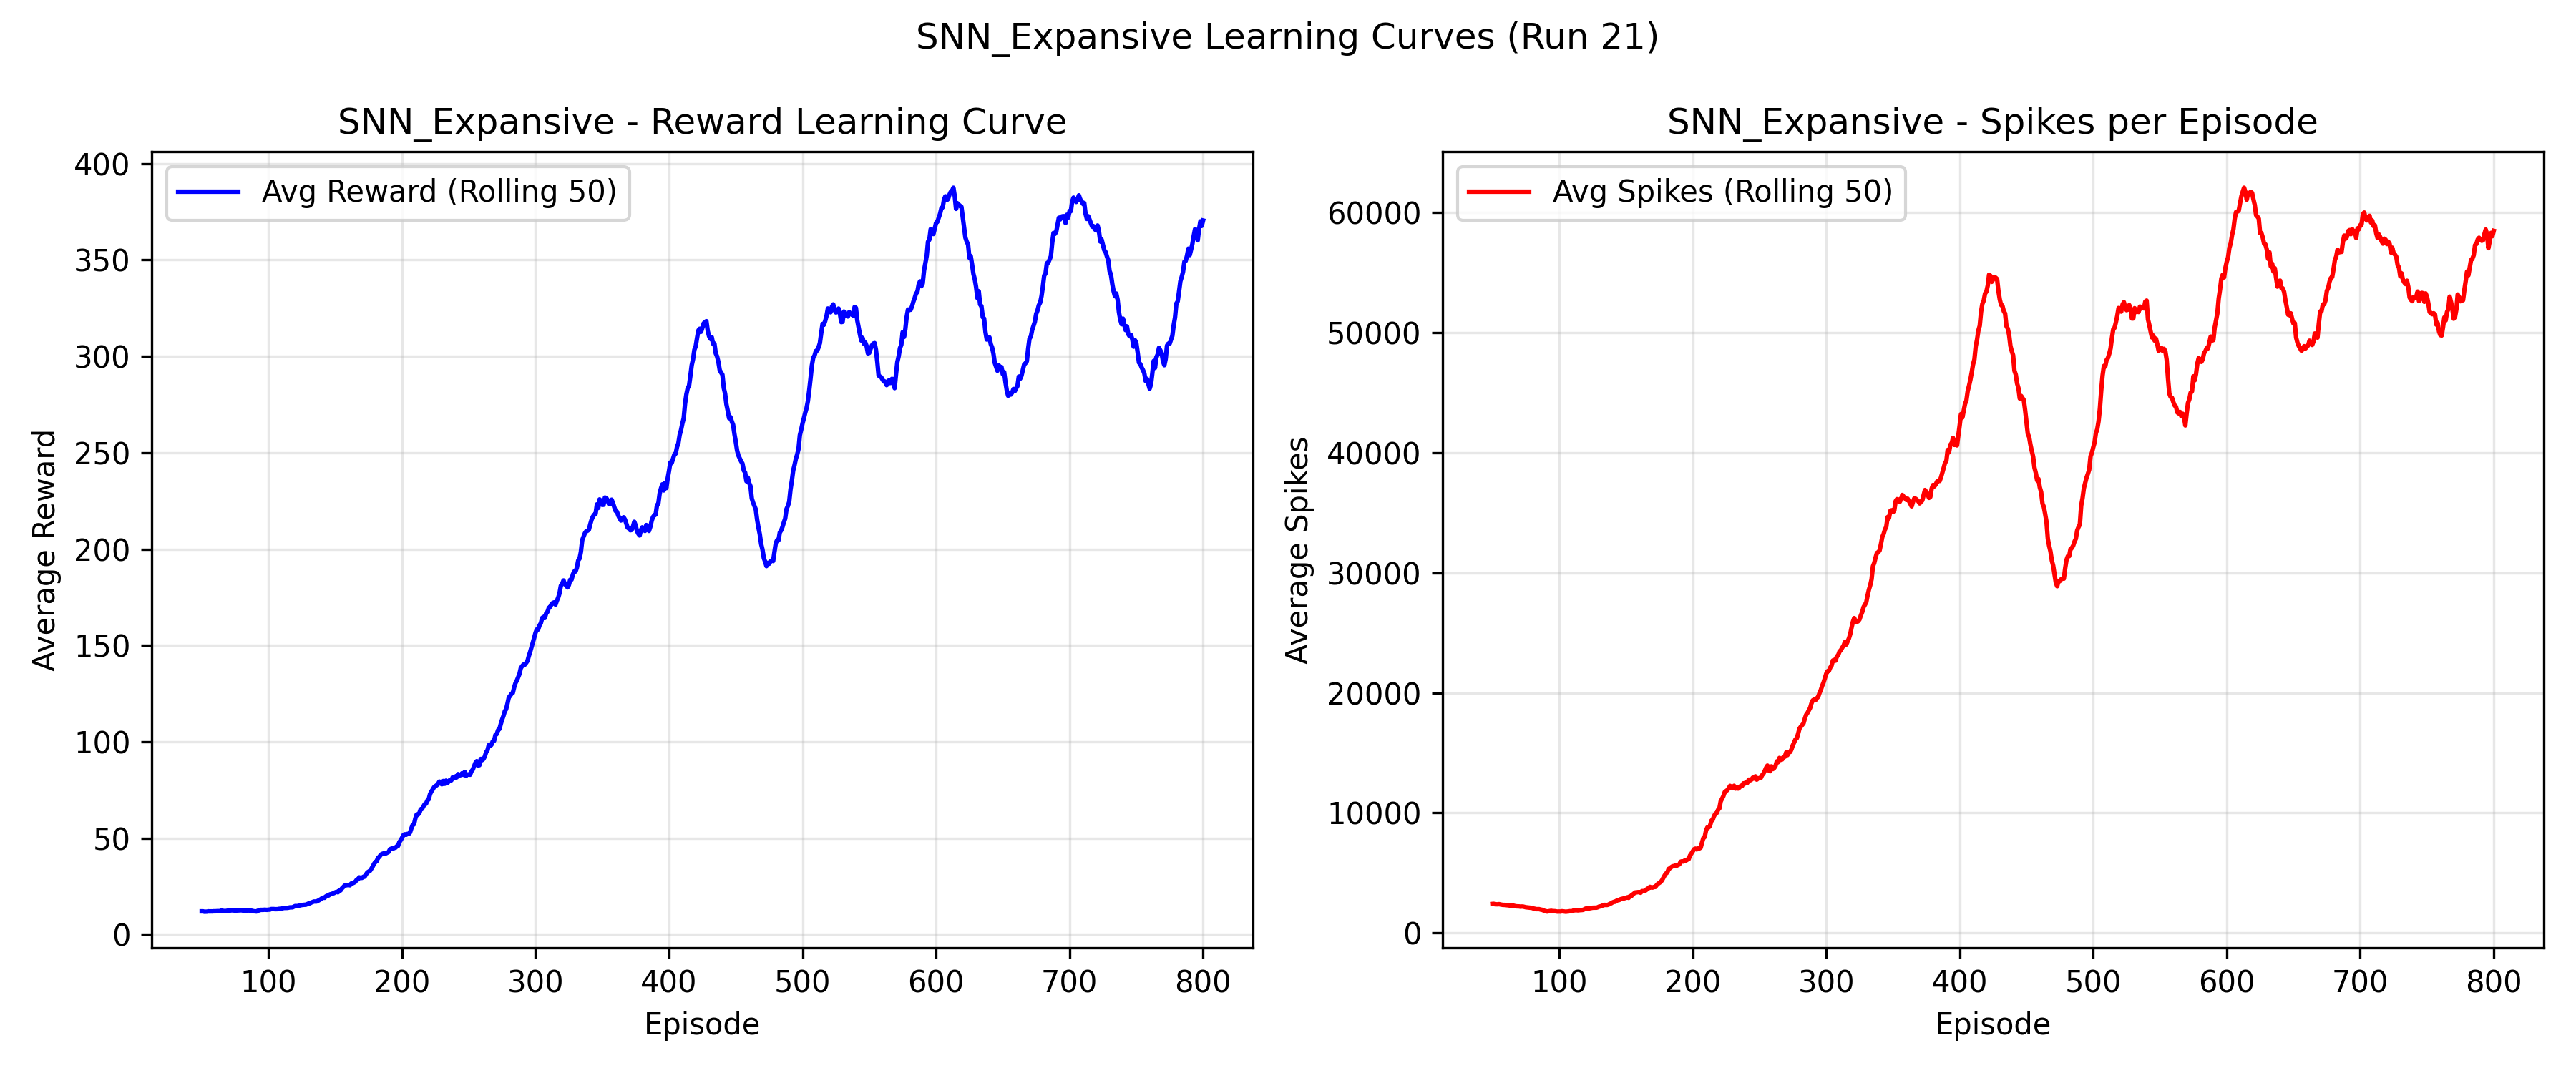 SNN_Expansive Learning Curves (Run 21)
SNN_Expansive - Reward Learning Curve
Avg Reward (Rolling 50)
Average Reward
400
350
300
250
200
150
100
50
0
100 200 300 400 500 600 700 800
Episode
SNN_Expansive - Spikes per Episode
Avg Spikes (Rolling 50)
Average Spikes
60000
50000
40000
30000
20000
10000
0
100 200 300 400 500 600 700 800
Episode